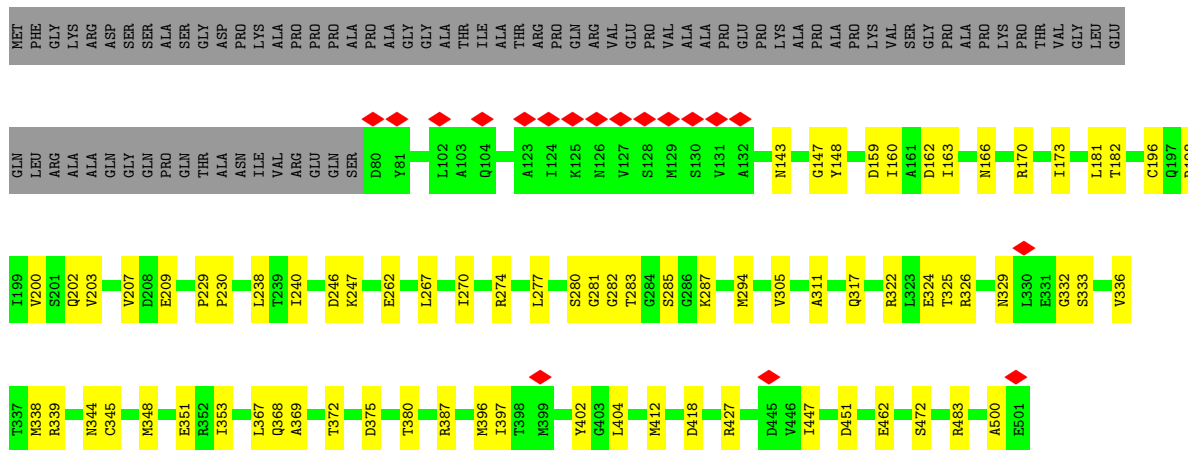 MET PHE GLY LYS ARG ASP SER SER ALA SER GLY ASP PRO LYS ALA PRO PRO PRO ALA PRO ALA GLY GLY ALA THR ILE ALA THR ARG PRO GLN ARG VAL GLU PRO VAL ALA ALA PRO GLU PRO LYS ALA PRO ALA PRO LYS VAL SER GLY PRO ALA PRO LYS PRO THR VAL GLY LEU GLU
GLN LEU ARG ALA ALA GLN GLY GLN PRO GLN THR ALA ASN ILE VAL ARG GLU GLN SER D80 Y81 L102 A103 Q104 A123 I124 K125 N126 V127 S128 M129 S130 V131 A132 N143 G147 Y148 D159 I160 A161 D162 I163 N166 R170 I173 L181 T182 C196 Q197
I199 V200 S201 Q202 V203 V207 D208 E209 P229 P230 L238 T239 I240 D246 K247 E262 L267 I270 R274 L277 S280 G281 G282 T283 G284 S285 G286 K287 M294 V305 A311 Q317 R322 L323 E324 T325 R326 N329 L330 E331 G332 S333 V336
T337 M338 R339 N344 C345 M348 E351 R352 I353 L367 Q368 A369 T372 D375 T380 R387 M396 I397 T398 M399 Y402 G403 L404 M412 D418 R427 D445 V446 I447 D451 E462 S472 R483 A500 E501